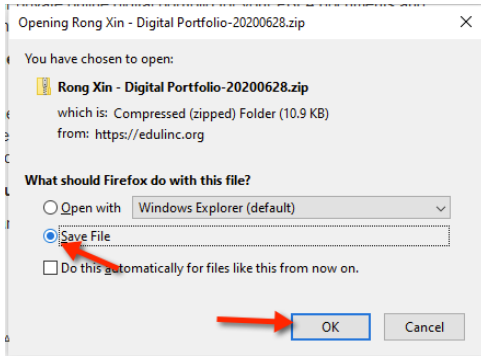 Opening Rong Xin - Digital Portfolio-20200628.zip
You have chosen to open:
Rong Xin - Digital Portfolio-20200628.zip
which is: Compressed (zipped) Folder (10.9 KB)
from: https://edulinc.org
What should Firefox do with this file?
Open with Windows Explorer (default)
Save File
Do this automatically for files like this from now on.
OK Cancel